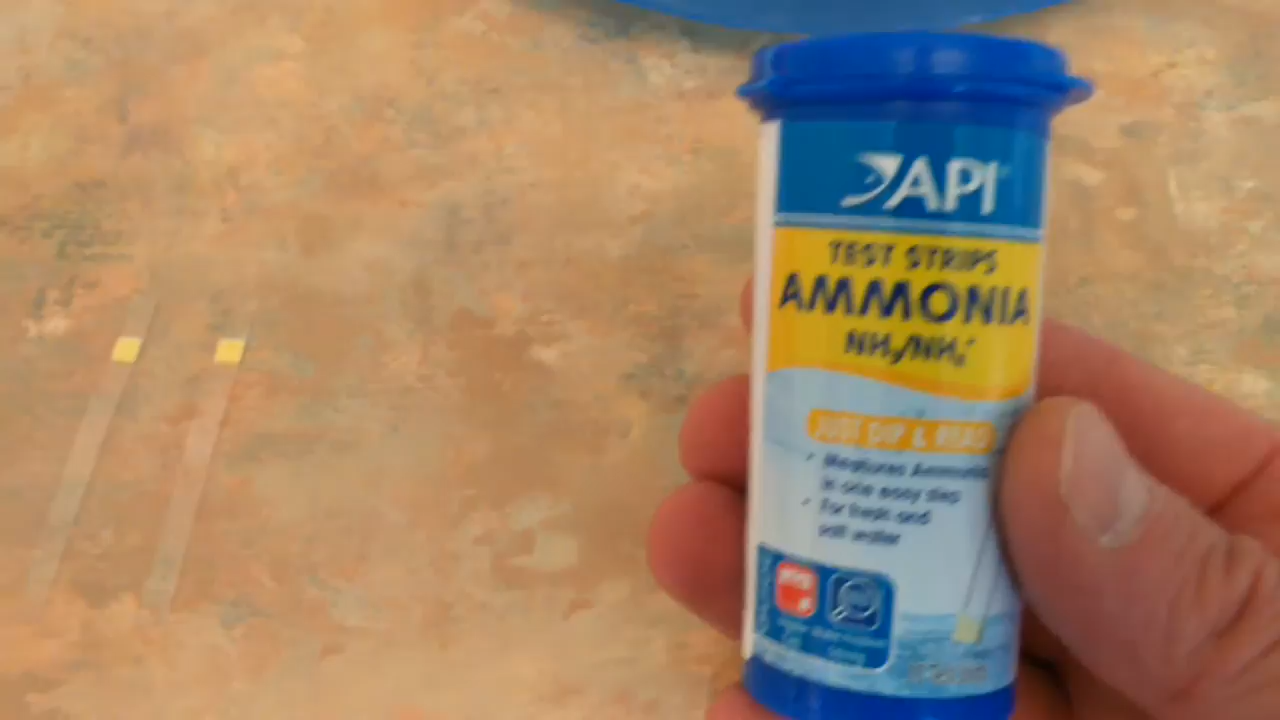 API
TEST STRIPS
AMMONIA
NH₃/NH₄⁺
JUST DIP & READ
• Measures Ammonia
in one easy step
• For fresh and
salt water